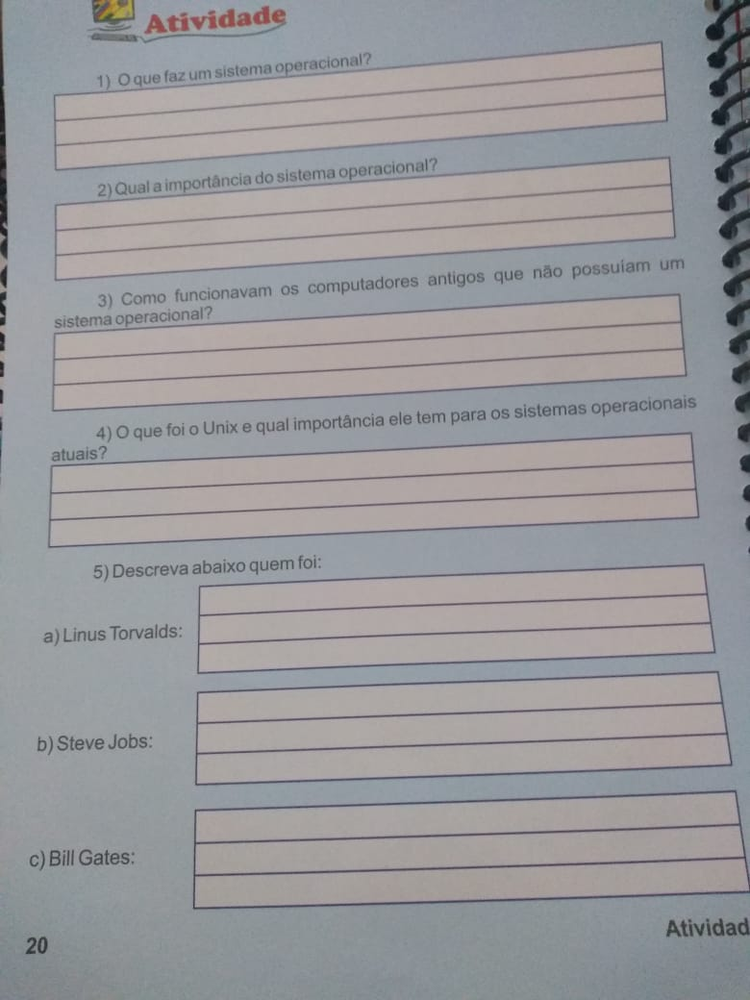 Atividade
1) O que faz um sistema operacional?
2) Qual a importância do sistema operacional?
3) Como funcionavam os computadores antigos que não possuíam um
sistema operacional?
4) O que foi o Unix e qual importância ele tem para os sistemas operacionais
atuais?
5) Descreva abaixo quem foi:
a) Linus Torvalds:
b) Steve Jobs:
c) Bill Gates:
Atividad
20